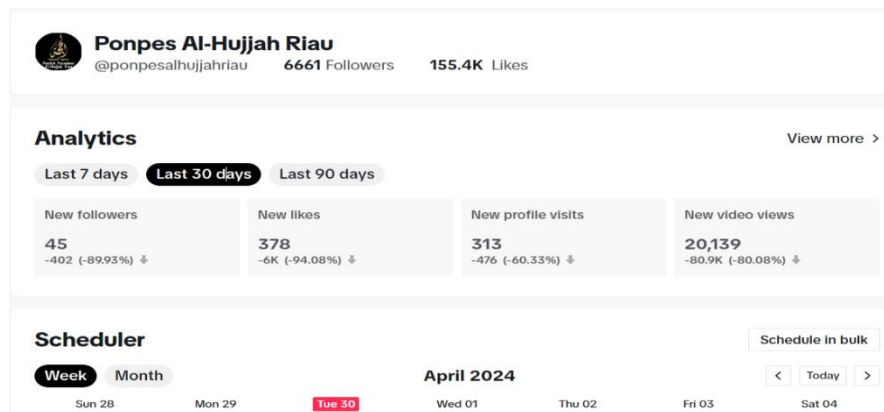 Ponpes Al-Hujjah Riau
@ponpesalhujjahriau 6661 Followers 155.4K Likes
Analytics
View more >
Last 7 days Last 30 days Last 90 days
New followers New likes New profile visits New video views
45 378 313 20,139
-402 (-89.93%) -6K (-94.08%) -476 (-60.33%) -80.9K (-80.08%)
Scheduler
Schedule in bulk
Week Month April 2024 < Today >
Sun 28 Mon 29 Tue 30 Wed 01 Thu 02 Fri 03 Sat 04